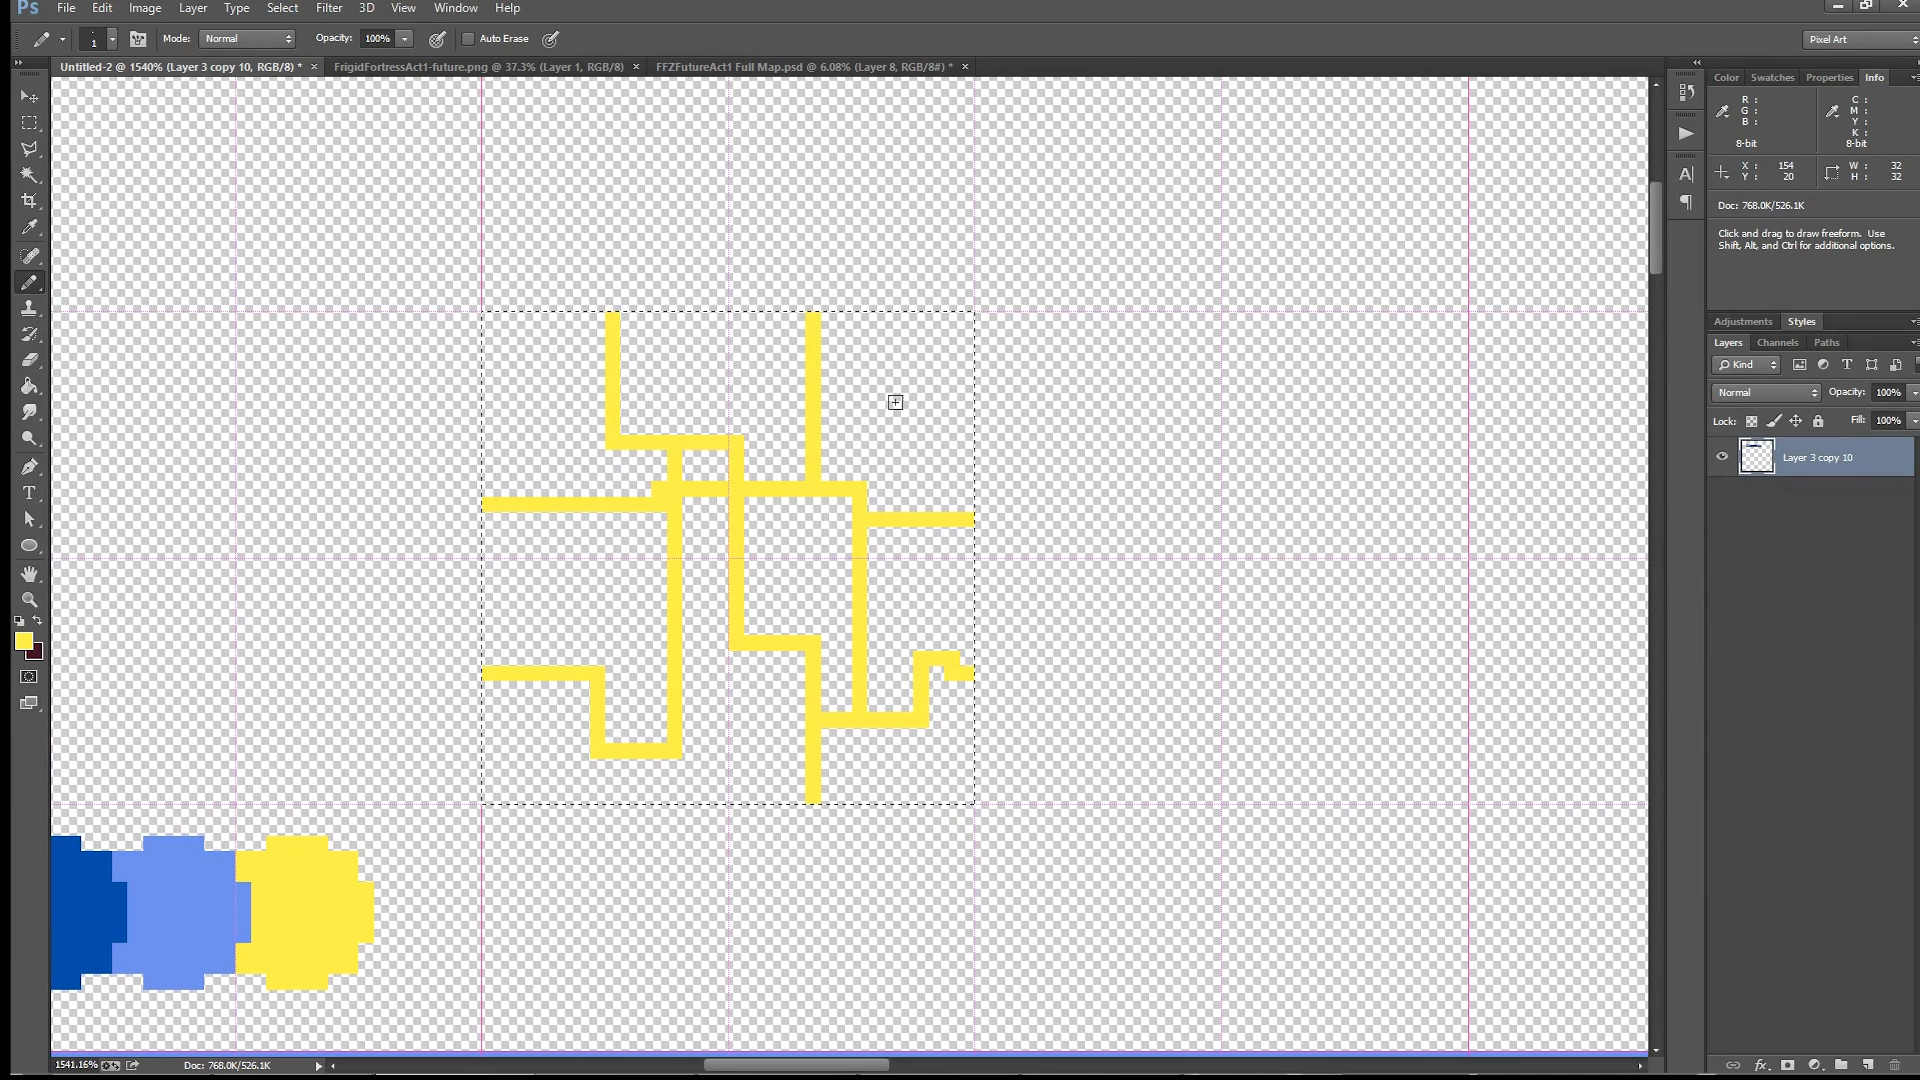 Ps File Edit Image Layer Type Select Filter 3D View Window Help
1 Mode: Normal Opacity: 100% Auto Erase Pixel Art
Untitled-2 @ 1540% (Layer 3 copy 10, RGB/8) * × FrigidFortressAct1-future.png @ 37.3% (Layer 1, RGB/8) × FFZFutureAct1 Full Map.psd @ 6.08% (Layer 8, RGB/8#) * ×
Color Swatches Properties Info
R : C :
G : M :
B : Y :
K :
8-bit 8-bit
X : 154 W : 32
Y : 20 H : 32
Doc: 768.0K/526.1K
Click and drag to draw freeform. Use
Shift, Alt, and Ctrl for additional options.
Adjustments Styles
Layers Channels Paths
Kind
Normal Opacity: 100%
Lock: Fill: 100%
Layer 3 copy 10
1541.16% Doc: 768.0K/526.1K